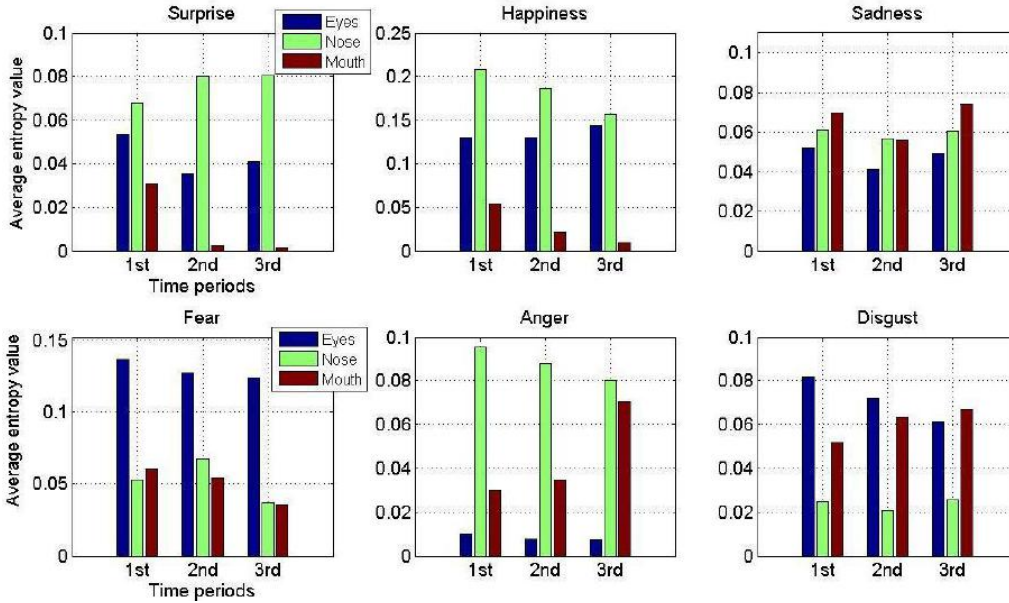 Surprise
Eyes
Nose
Mouth
Average entropy value
0.1
0.08
0.06
0.04
0.02
0
1st 2nd 3rd
Time periods
Happiness
0.25
0.2
0.15
0.1
0.05
0
1st 2nd 3rd
Sadness
0.1
0.08
0.06
0.04
0.02
0
1st 2nd 3rd
Fear
Eyes
Nose
Mouth
Average entropy value
0.15
0.1
0.05
0
1st 2nd 3rd
Time periods
Anger
0.1
0.08
0.06
0.04
0.02
0
1st 2nd 3rd
Disgust
0.1
0.08
0.06
0.04
0.02
0
1st 2nd 3rd